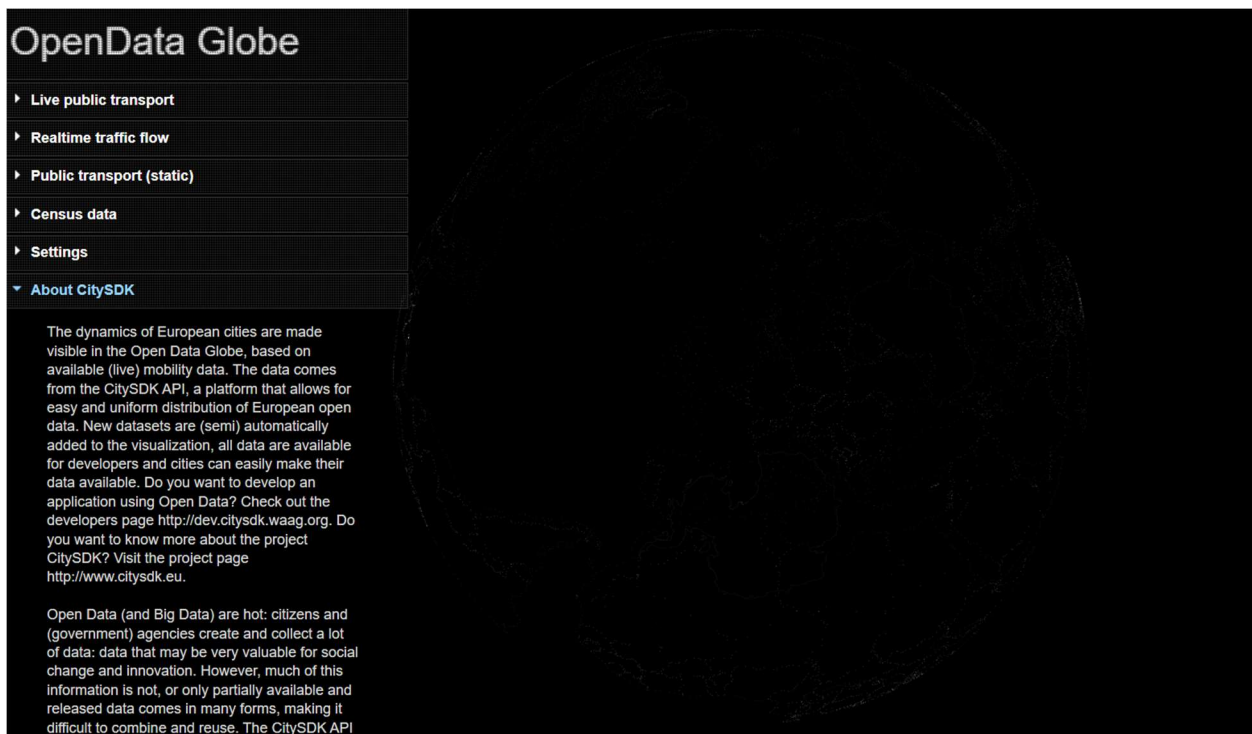 OpenData Globe
Live public transport
Realtime traffic flow
Public transport (static)
Census data
Settings
About CitySDK
The dynamics of European cities are made
visible in the Open Data Globe, based on
available (live) mobility data. The data comes
from the CitySDK API, a platform that allows for
easy and uniform distribution of European open
data. New datasets are (semi) automatically
added to the visualization, all data are available
for developers and cities can easily make their
data available. Do you want to develop an
application using Open Data? Check out the
developers page http://dev.citysdk.waag.org. Do
you want to know more about the project
CitySDK? Visit the project page
http://www.citysdk.eu.
Open Data (and Big Data) are hot: citizens and
(government) agencies create and collect a lot
of data: data that may be very valuable for social
change and innovation. However, much of this
information is not, or only partially available and
released data comes in many forms, making it
difficult to combine and reuse. The CitySDK API